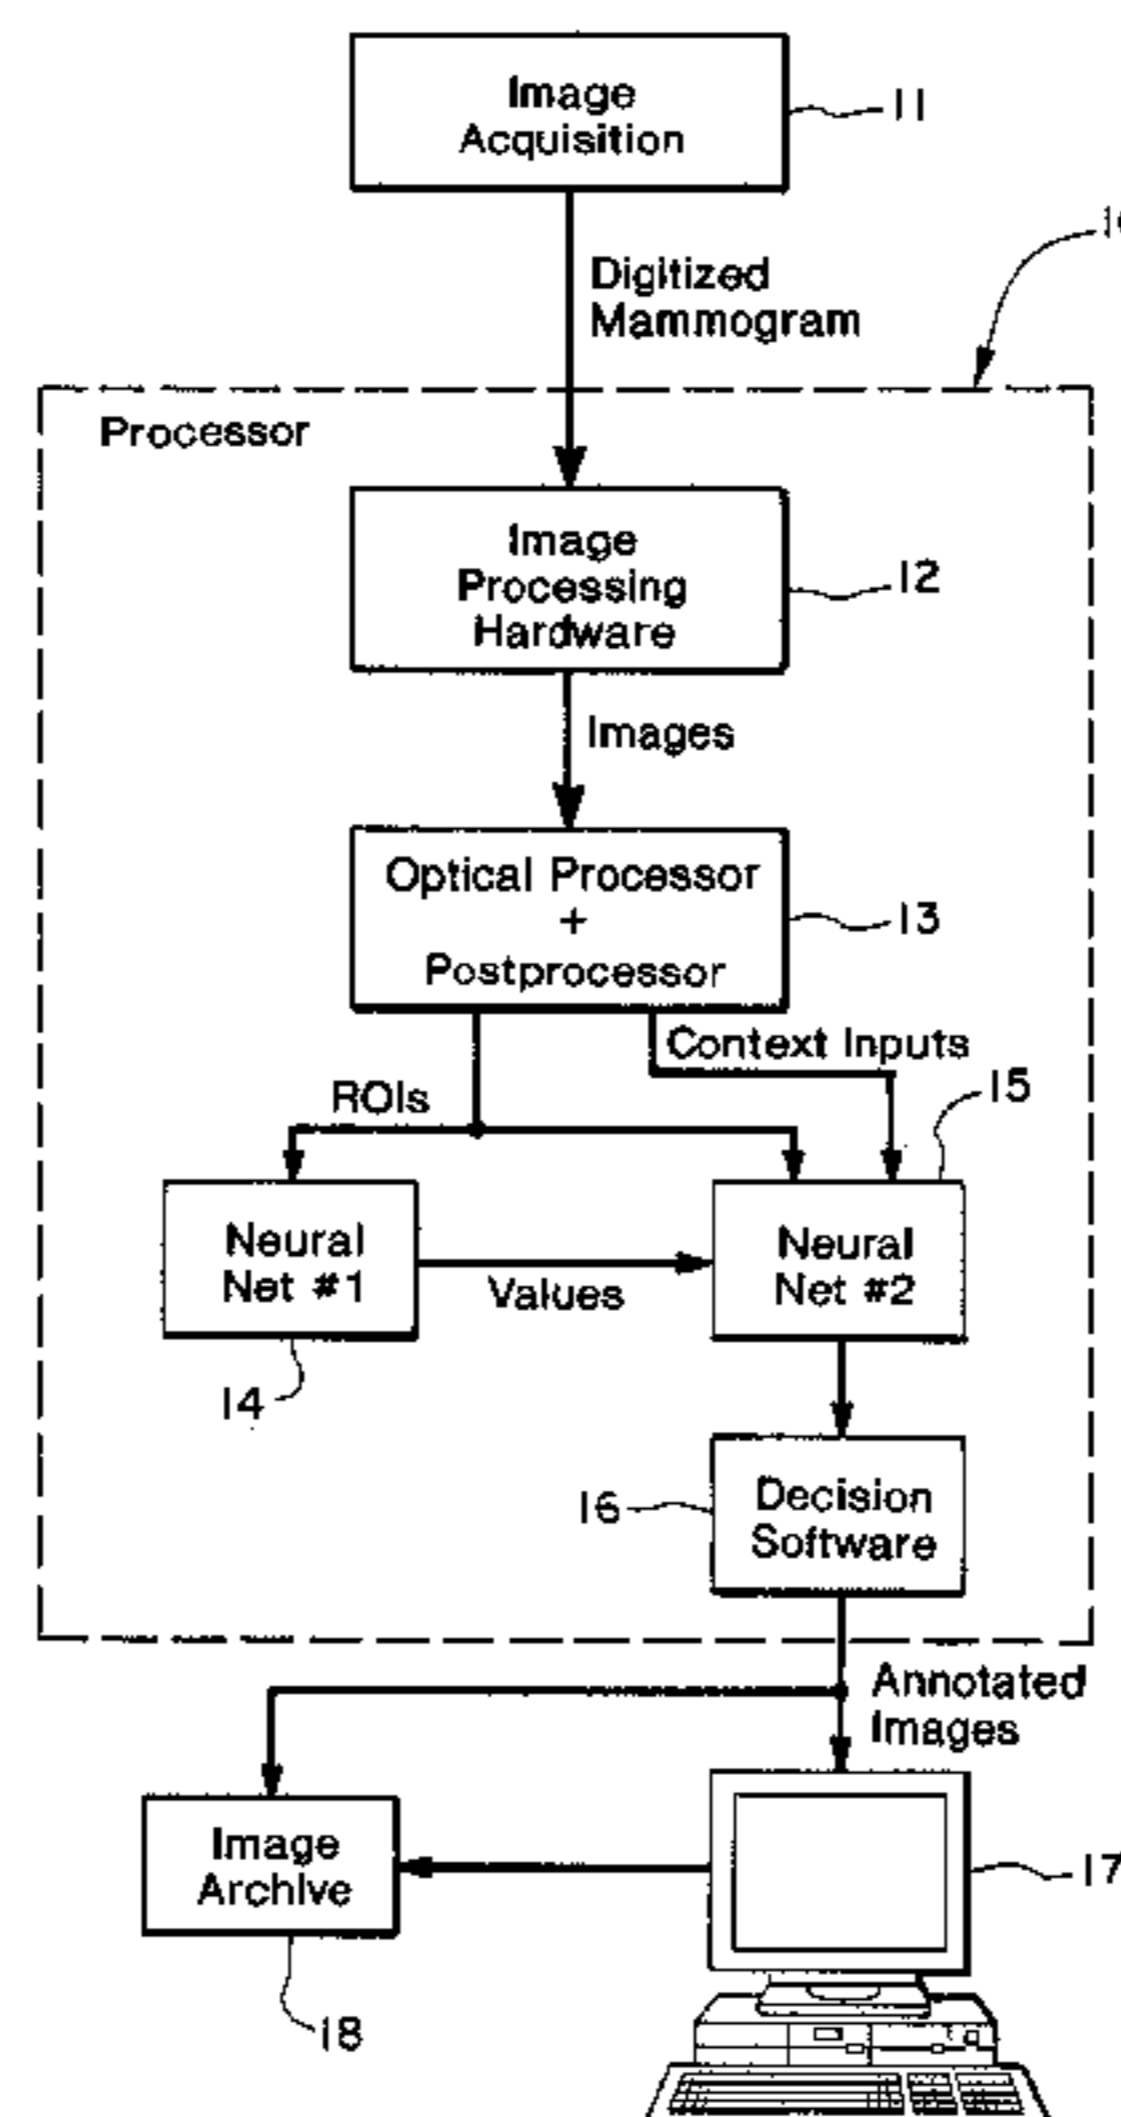 Image
Acquisition
11
Digitized
Mammogram
Processor
Image
Processing
Hardware
12
Images
Optical Processor
+
Postprocessor
13
Context Inputs
ROIs
15
Neural
Net #1
Values
Neural
Net #2
14
16
Decision
Software
Annotated
Images
Image
Archive
17
18